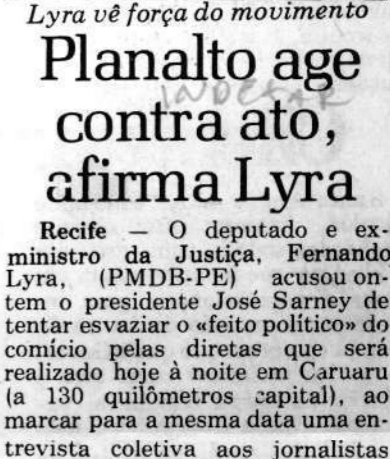 Lyra vê força do movimento
Planalto age
INDEXAR
contra ato,
afirma Lyra
Recife — O deputado e ex-
ministro da Justiça, Fernando
Lyra, (PMDB-PE) acusou on-
tem o presidente José Sarney de
tentar esvaziar o «feito político» do
comício pelas diretas que será
realizado hoje à noite em Caruaru
(a 130 quilômetros capital), ao
marcar para a mesma data uma en-
trevista coletiva aos jornalistas